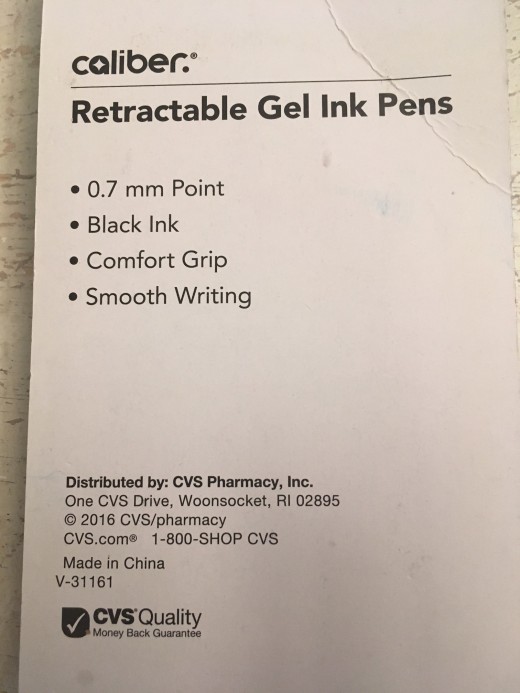 caliber.®
Retractable Gel Ink Pens
• 0.7 mm Point
• Black Ink
• Comfort Grip
• Smooth Writing
Distributed by: CVS Pharmacy, Inc.
One CVS Drive, Woonsocket, RI 02895
© 2016 CVS/pharmacy
CVS.com® 1-800-SHOP CVS
Made in China
V-31161
CVS® Quality
Money Back Guarantee